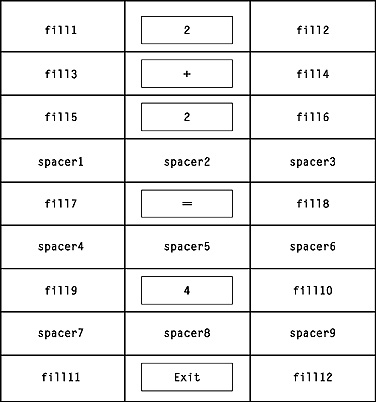 fill1 2 fill2
fill3 + fill4
fill5 2 fill6
spacer1 spacer2 spacer3
fill7 = fill8
spacer4 spacer5 spacer6
fill9 4 fill10
spacer7 spacer8 spacer9
fill11 Exit fill12